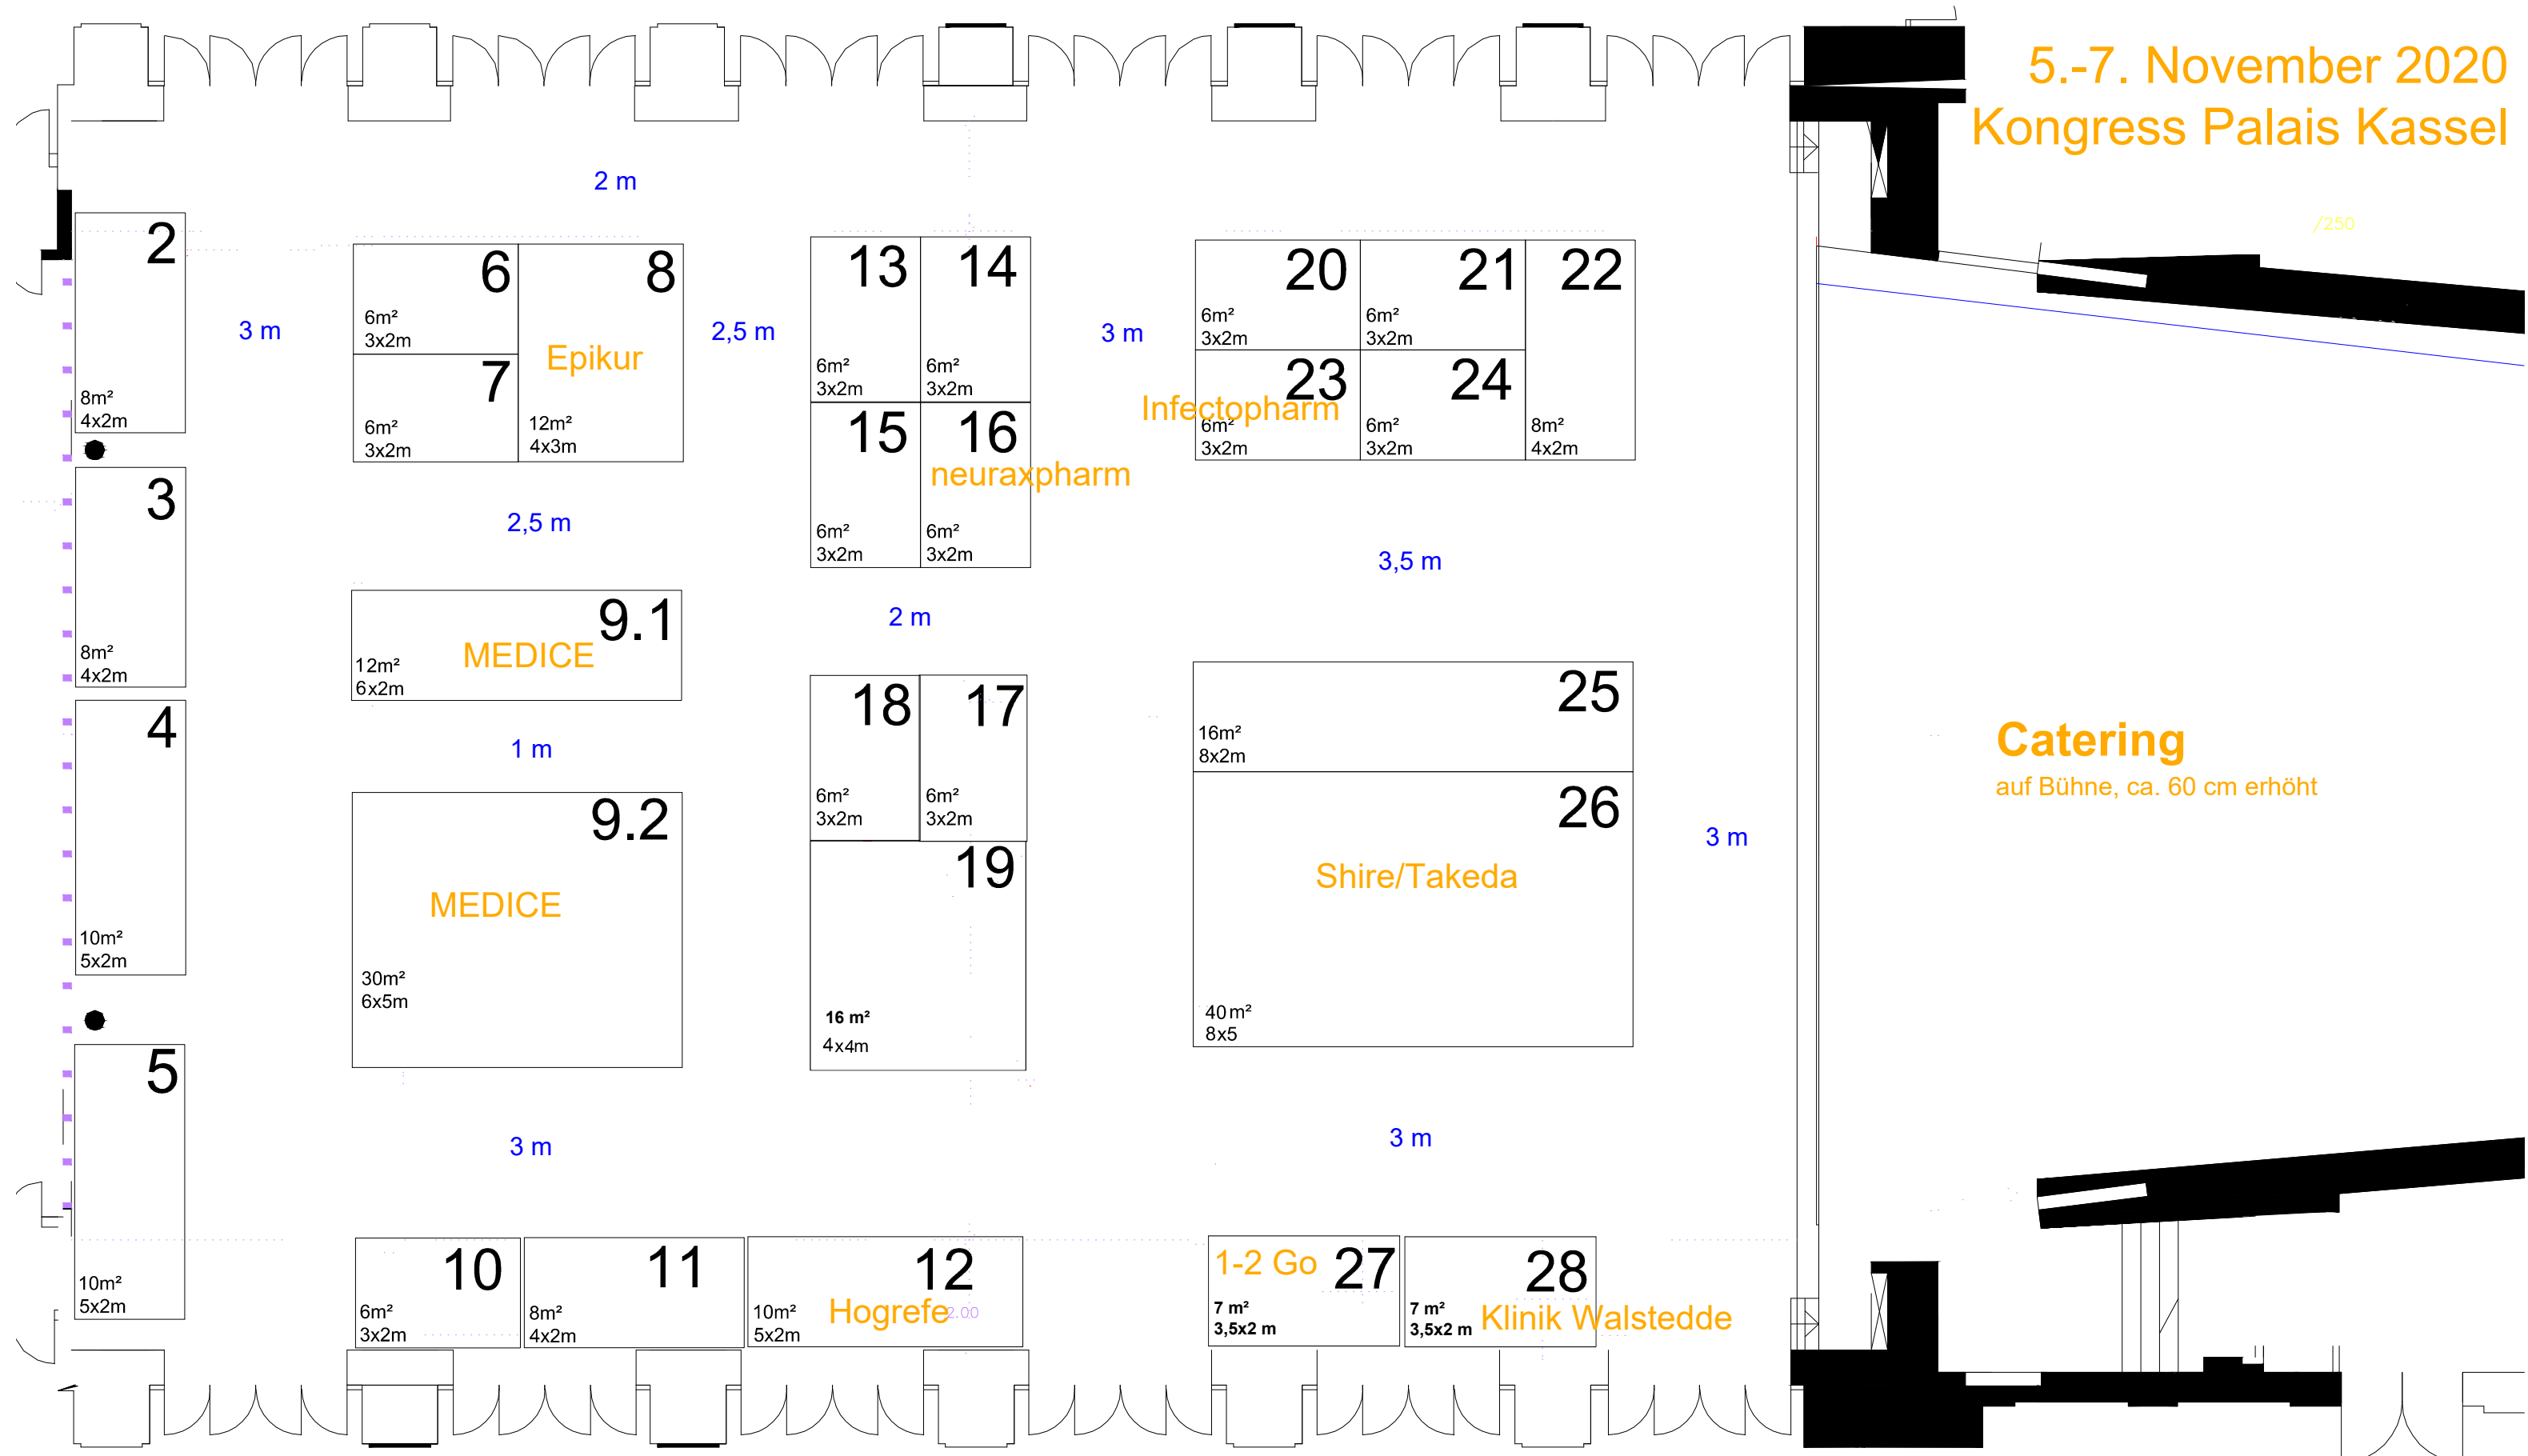 5.-7. November 2020
Kongress Palais Kassel
/250
2 m
2
8m²
4x2m
3 m
6
6m²
3x2m
8
Epikur
12m²
4x3m
7
6m²
3x2m
2,5 m
13
6m²
3x2m
14
6m²
3x2m
15
6m²
3x2m
16
neuraxpharm
6m²
3x2m
3 m
20
6m²
3x2m
21
6m²
3x2m
22
8m²
4x2m
23
Infectopharm
6m²
3x2m
24
6m²
3x2m
3
8m²
4x2m
2,5 m
3,5 m
9.1
MEDICE
12m²
6x2m
2 m
1 m
4
10m²
5x2m
9.2
MEDICE
30m²
6x5m
18
6m²
3x2m
17
6m²
3x2m
19
16 m²
4x4m
25
16m²
8x2m
26
Shire/Takeda
40 m²
8x5
3 m
Catering
auf Bühne, ca. 60 cm erhöht
5
10m²
5x2m
3 m
3 m
10
6m²
3x2m
11
8m²
4x2m
12
Hogrefe
2.00
10m²
5x2m
1-2 Go
27
7 m²
3,5x2 m
28
Klinik Walstedde
7 m²
3,5x2 m